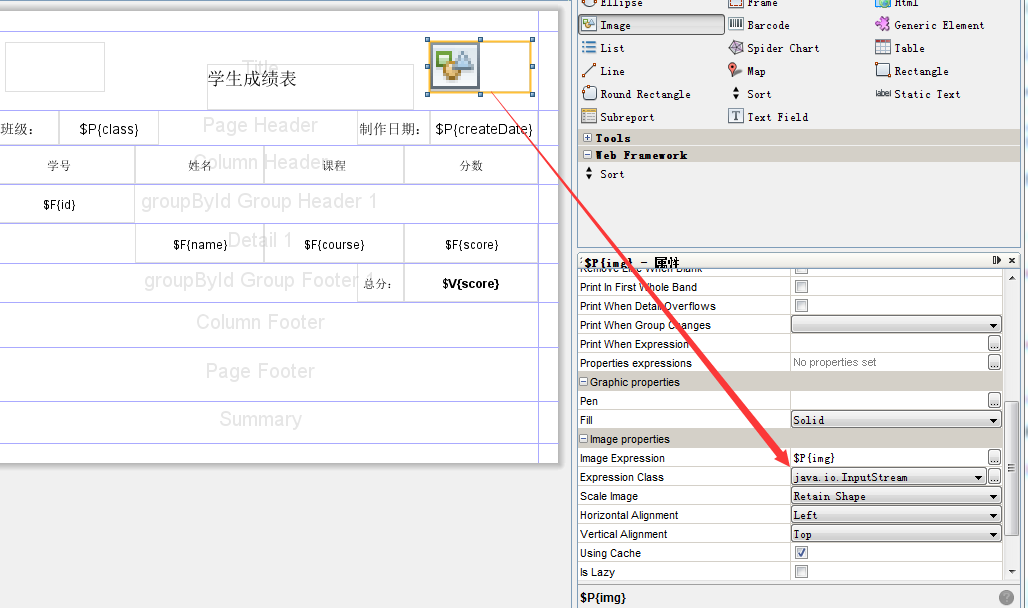 Title
学生成绩表
班级：
$P{class}
Page Header
制作日期：
$P{createDate}
学号
姓名
Column Header
课程
分数
$F{id}
groupById Group Header 1
$F{name}
Detail 1
$F{course}
$F{score}
groupById Group Footer 1
总分：
$V{score}
Column Footer
Page Footer
Summary
Ellipse
Frame
Html
Image
Barcode
Generic Element
List
Spider Chart
Table
Line
Map
Rectangle
Round Rectangle
Sort
Static Text
label
Subreport
Text Field
Tools
Web Framework
Sort
$P{img} - 属性
Remove Line When Blank
Print In First Whole Band
Print When Detail Overflows
Print When Group Changes
Print When Expression
Properties expressions
No properties set
Graphic properties
Pen
Fill
Solid
Image properties
Image Expression
$P{img}
Expression Class
java.io.InputStream
Scale Image
Retain Shape
Horizontal Alignment
Left
Vertical Alignment
Top
Using Cache
Is Lazy
$P{img}